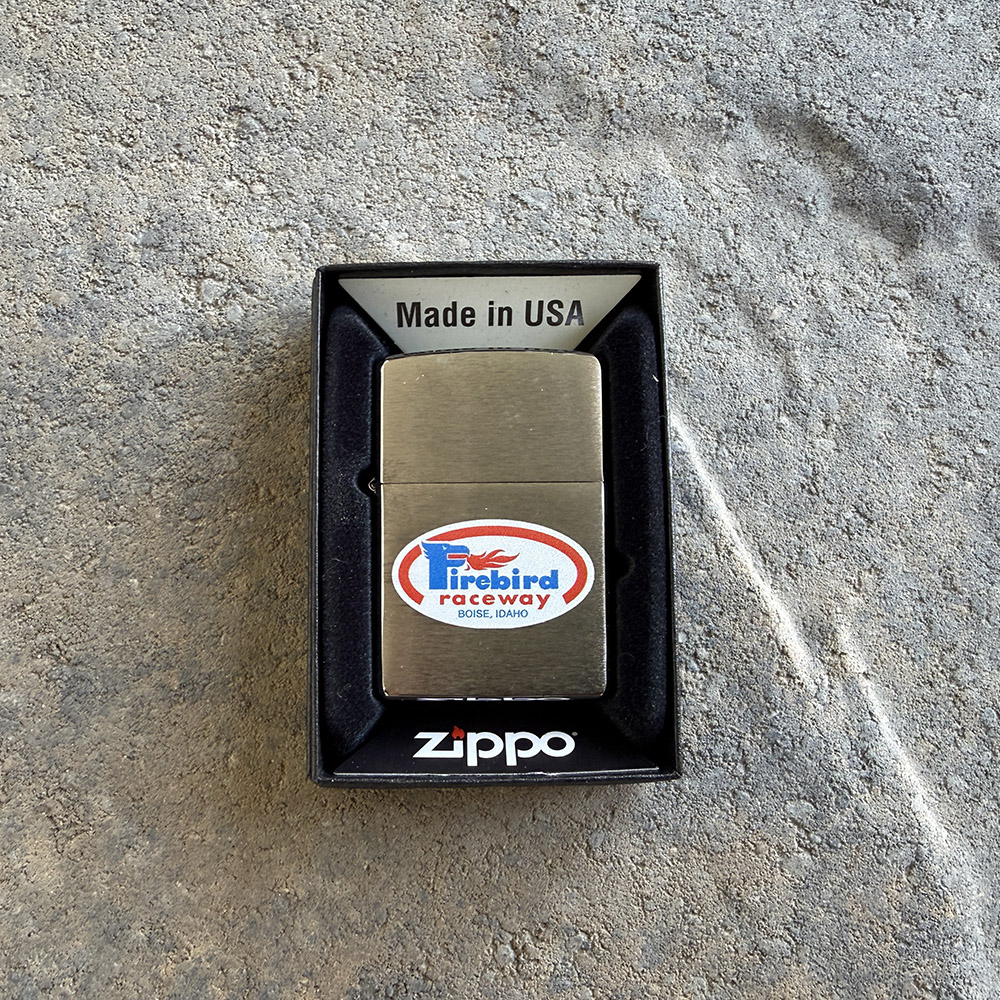 Made in USA
Firebird
raceway
BOISE, IDAHO
zippo